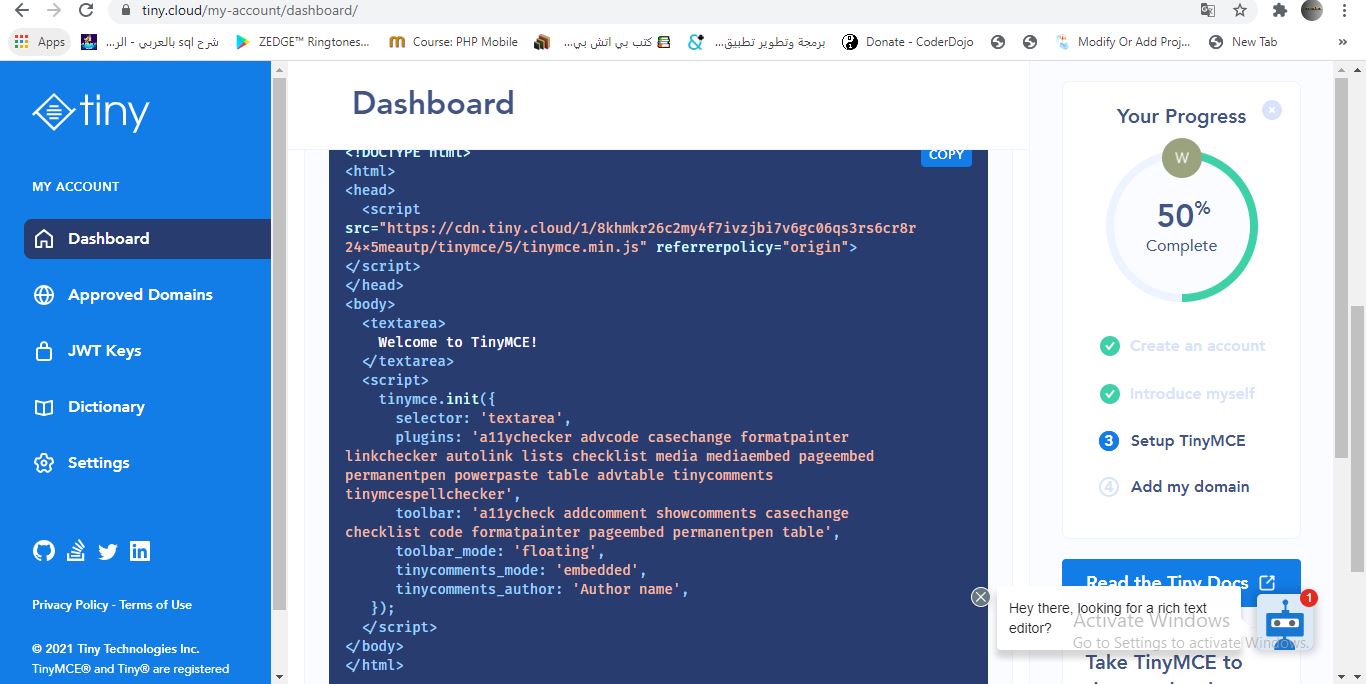 tiny.cloud/my-account/dashboard/
Apps
شرح sql بالعربي - الر...
ZEDGE™ Ringtones...
Course: PHP Mobile
كتب بي اتش بي...
برمجة وتطوير تطبيق...
Donate - CoderDojo
Modify Or Add Proj...
New Tab
»
tiny
MY ACCOUNT
Dashboard
Approved Domains
JWT Keys
Dictionary
Settings
Privacy Policy - Terms of Use
© 2021 Tiny Technologies Inc.
TinyMCE® and Tiny® are registered
Dashboard
COPY
<!DOCTYPE html>
<html>
<head>
<script
src="https://cdn.tiny.cloud/1/8khmkr26c2my4f7ivzjbi7v6gc06qs3rs6cr8r
24×5meautp/tinymce/5/tinymce.min.js" referrerpolicy="origin">
</script>
</head>
<body>
<textarea>
Welcome to TinyMCE!
</textarea>
<script>
tinymce.init({
selector: 'textarea',
plugins: 'a11ychecker advcode casechange formatpainter
linkchecker autolink lists checklist media mediaembed pageembed
permanentpen powerpaste table advtable tinycomments
tinymcespellchecker',
toolbar: 'a11ycheck addcomment showcomments casechange
checklist code formatpainter pageembed permanentpen table',
toolbar_mode: 'floating',
tinycomments_mode: 'embedded',
tinycomments_author: 'Author name',
});
</script>
</body>
</html>
Your Progress
W
50%
Complete
Create an account
Introduce myself
3 Setup TinyMCE
4 Add my domain
Read the Tiny Docs
Hey there, looking for a rich text
editor?
1
Activate Windows
Go to Settings to activate Windows.
Take TinyMCE to